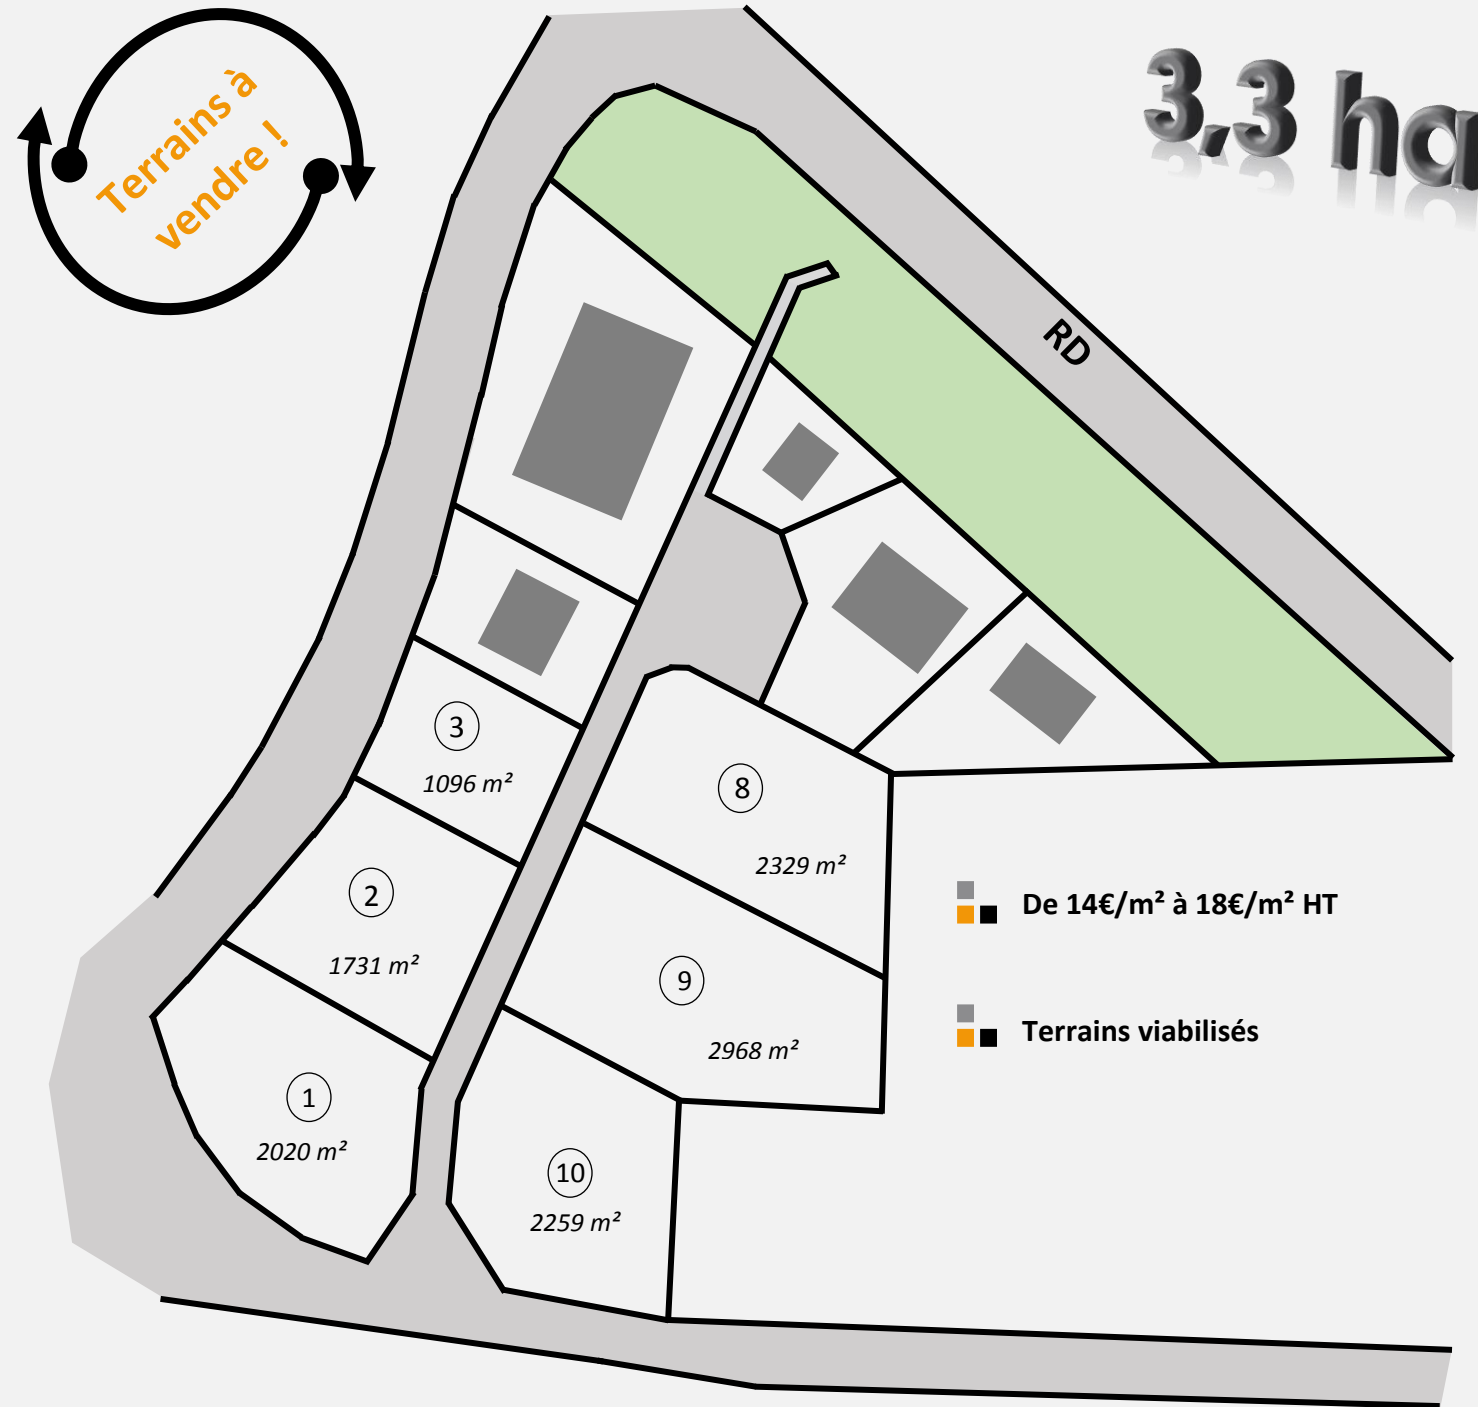 Terrains à
vendre !
3,3 ha
RD
3
1096 m²
8
2329 m²
2
1731 m²
De 14€/m² à 18€/m² HT
9
2968 m²
Terrains viabilisés
1
2020 m²
10
2259 m²